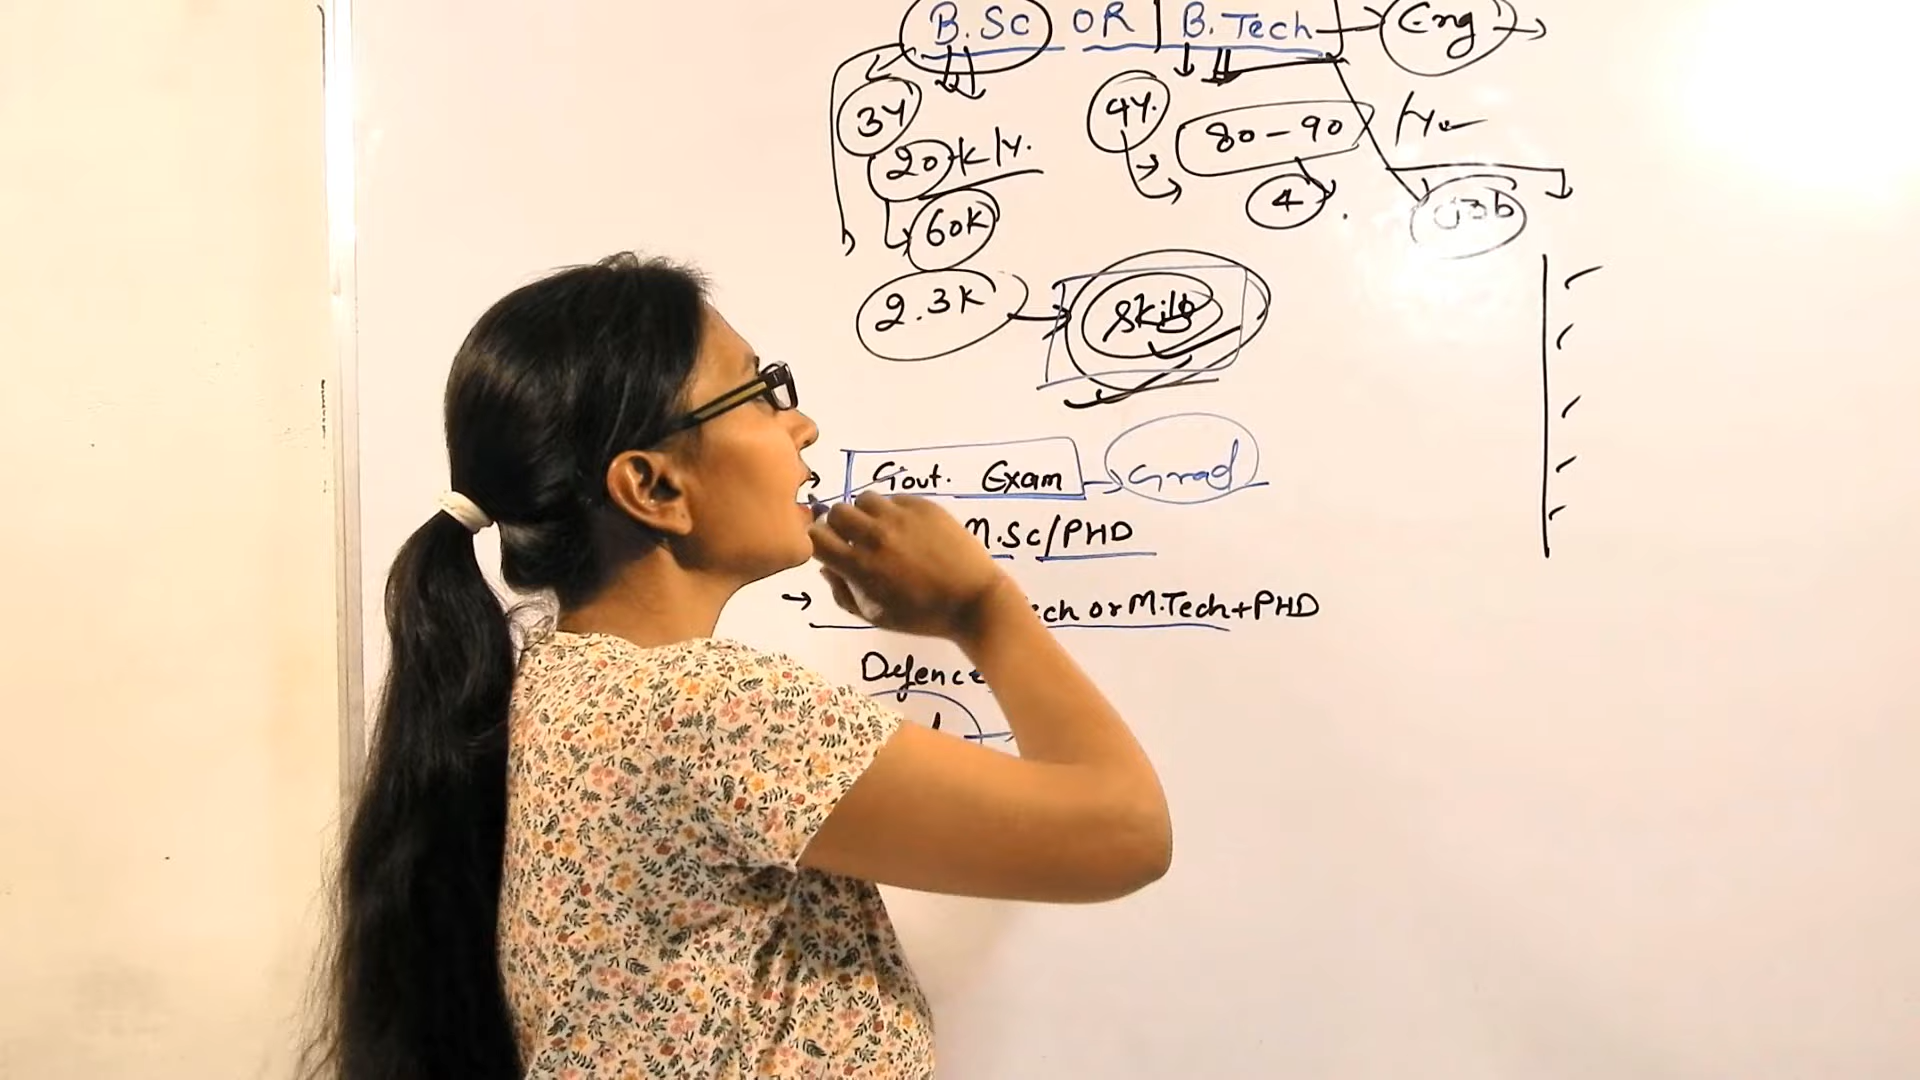 B.Sc OR B.Tech Eng
3Y 4Y.
80-90
20k/Y.
4
Job
60K
2.3K Skills
Govt. Exam Grad
M.Sc/PHD
ech or M.Tech+PHD
Defence